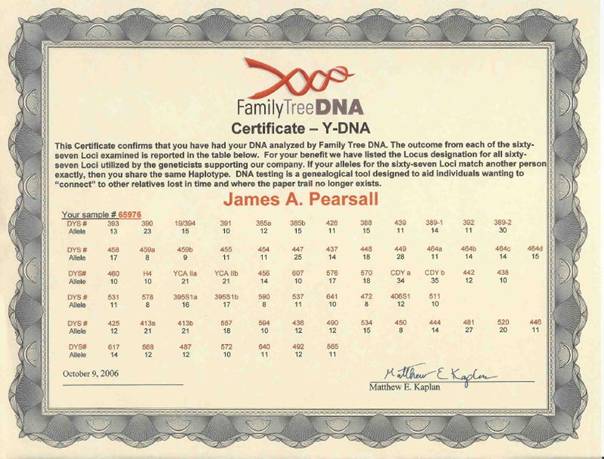 FamilyTreeDNA
Certificate – Y-DNA
This Certificate confirms that you have had your DNA analyzed by Family Tree DNA. The outcome from each of the sixty-
seven Loci examined is reported in the table below. For your benefit we have listed the Locus designation for all sixty-
seven Loci utilized by the geneticists supporting our company. If your alleles for the sixty-seven Loci match another person
exactly, then you share the same Haplotype. DNA testing is a genealogical tool designed to aid individuals wanting to
"connect" to other relatives lost in time and where the paper trail no longer exists.
James A. Pearsall
Your sample # 65976
DYS # 393 390 19/394 391 385a 385b 426 388 439 389-1 392 389-2
Allele 13 23 15 10 12 15 11 15 11 14 11 30
DYS # 458 459a 459b 455 454 447 437 448 449 464a 464b 464c 464d
Allele 17 8 9 11 11 25 14 18 28 11 14 14 15
DYS# 460 H4 YCA IIa YCA IIb 456 607 576 570 CDY a CDY b 442 438
Allele 10 10 21 21 14 10 17 18 34 35 12 10
DYS # 531 578 395S1a 395S1b 590 537 641 472 406S1 511
Allele 11 8 16 17 8 11 10 8 12 10
DYS # 425 413a 413b 557 594 436 490 534 450 444 481 520 446
Allele 12 21 21 18 10 12 12 15 8 14 27 20 11
DYS# 617 568 487 572 640 492 565
Allele 14 12 12 10 11 12 11
October 9, 2006
Matthew E Kaplan
Matthew E. Kaplan